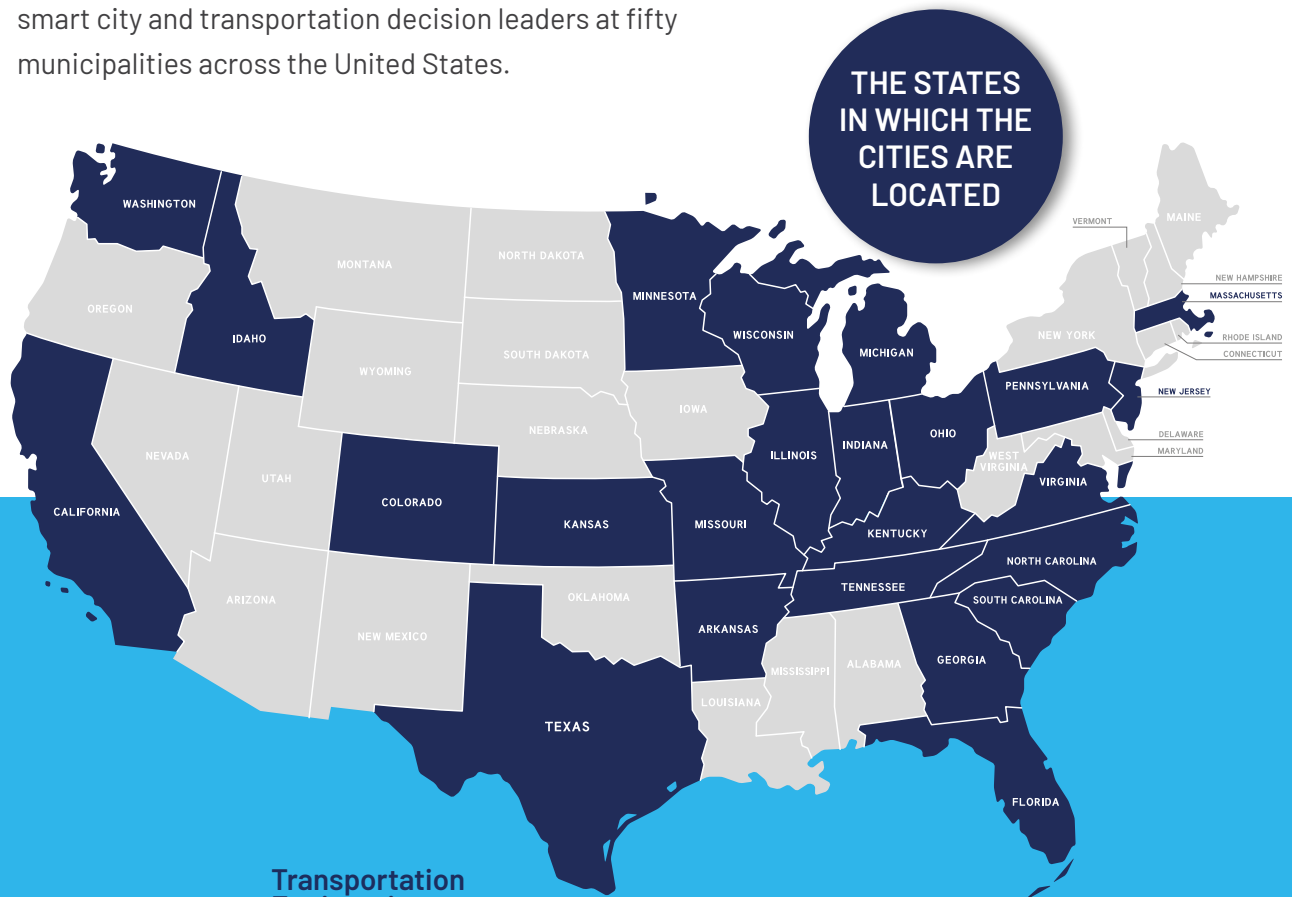 smart city and transportation decision leaders at fifty
municipalities across the United States.
THE STATES
IN WHICH THE
CITIES ARE
LOCATED
WASHINGTON
MONTANA
NORTH DAKOTA
MINNESOTA
VERMONT
MAINE
NEW HAMPSHIRE
MASSACHUSETTS
RHODE ISLAND
CONNECTICUT
OREGON
IDAHO
WYOMING
SOUTH DAKOTA
WISCONSIN
MICHIGAN
NEW YORK
PENNSYLVANIA
NEW JERSEY
IOWA
NEBRASKA
NEVADA
UTAH
COLORADO
KANSAS
MISSOURI
ILLINOIS
INDIANA
OHIO
WEST
VIRGINIA
VIRGINIA
DELAWARE
MARYLAND
CALIFORNIA
KENTUCKY
NORTH CAROLINA
TENNESSEE
SOUTH CAROLINA
ARIZONA
NEW MEXICO
OKLAHOMA
ARKANSAS
MISSISSIPPI
ALABAMA
GEORGIA
LOUISIANA
TEXAS
FLORIDA
Transportation